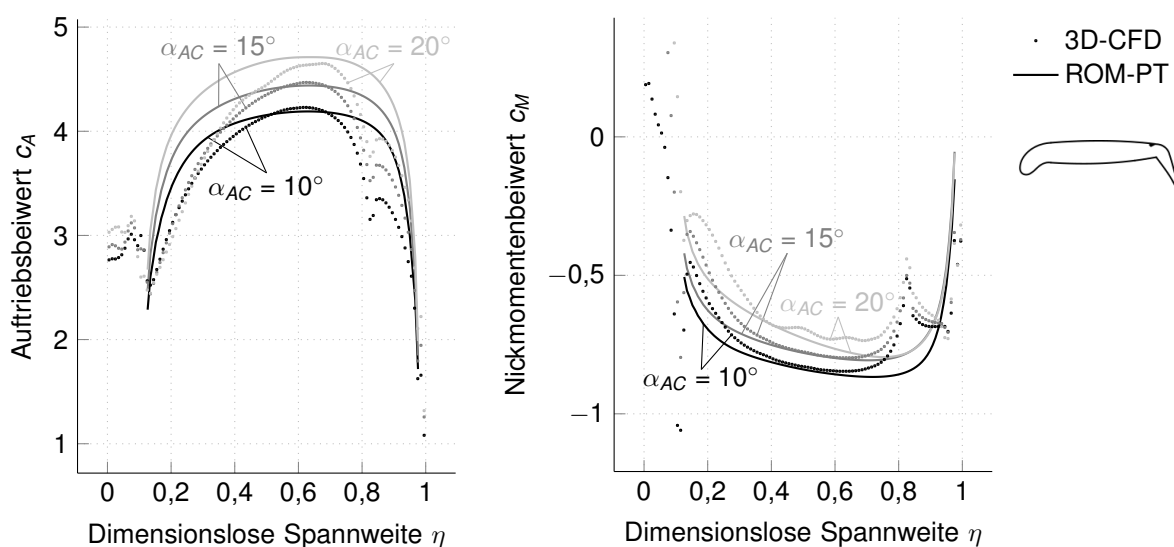 5
4
3
2
1
0
0,2
0,4
0,6
0,8
1
Auftriebsbeiwert c_A
Dimensionslose Spannweite η
α_AC = 15°
α_AC = 20°
α_AC = 10°
0
−0,5
−1
0
0,2
0,4
0,6
0,8
1
Nickmomentenbeiwert c_M
Dimensionslose Spannweite η
α_AC = 15°
α_AC = 20°
α_AC = 10°
3D-CFD
ROM-PT